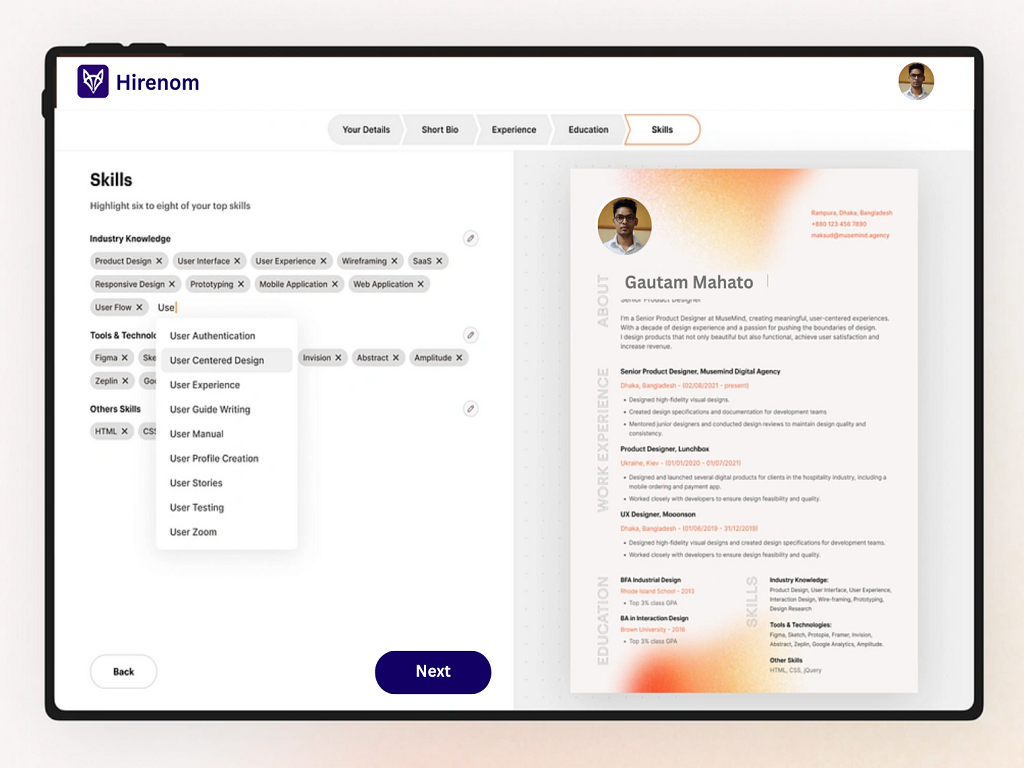 Hirenom
Your Details
Short Bio
Experience
Education
Skills
Skills
Highlight six to eight of your top skills
Industry Knowledge
Product Design ✕ User Interface ✕ User Experience ✕ Wireframing ✕ SaaS ✕
Responsive Design ✕ Prototyping ✕ Mobile Application ✕ Web Application ✕
User Flow ✕ Use
Tools & Technolo
Figma ✕ Ske Invision ✕ Abstract ✕ Amplitude ✕
Zeplin ✕ Goo
Others Skills
HTML ✕ CSS
User Authentication
User Centered Design
User Experience
User Guide Writing
User Manual
User Profile Creation
User Stories
User Testing
User Zoom
Back
Next
Rampura, Dhaka, Bangladesh
+880 123 456 7890
maksud@musemind.agency
ABOUT
Gautam Mahato
Senior Product Designer
I'm a Senior Product Designer at MuseMind, creating meaningful, user-centered experiences.
With a decade of design experience and a passion for pushing the boundaries of design.
I design products that not only beautiful but also functional, achieve user satisfaction and
increase revenue.
WORK EXPERIENCE
Senior Product Designer, Musemind Digital Agency
Dhaka, Bangladesh - (02/08/2021 - present)
• Designed high-fidelity visual designs.
• Created design specifications and documentation for development teams
• Mentored junior designers and conducted design reviews to maintain design quality and
consistency.
Product Designer, Lunchbox
Ukraine, Kiev - (01/01/2020 - 01/07/2021)
• Designed and launched several digital products for clients in the hospitality industry, including a
mobile ordering and payment app.
• Worked closely with developers to ensure design feasibility and quality.
UX Designer, Mooonson
Dhaka, Bangladesh - (01/06/2019 - 31/12/2019)
• Designed high-fidelity visual designs and created design specifications for development teams.
• Worked closely with developers to ensure design feasibility and quality.
EDUCATION
BFA Industrial Design
Rhode Island School - 2013
• Top 3% class GPA
BA in Interaction Design
Brown University - 2016
• Top 3% class GPA
SKILLS
Industry Knowledge:
Product Design, User Interface, User Experience,
Interaction Design, Wire-framing, Prototyping,
Design Research
Tools & Technologies:
Figma, Sketch, Protopie, Framer, Invision,
Abstract, Zeplin, Google Analytics, Amplitude.
Other Skills
HTML, CSS, jQuery